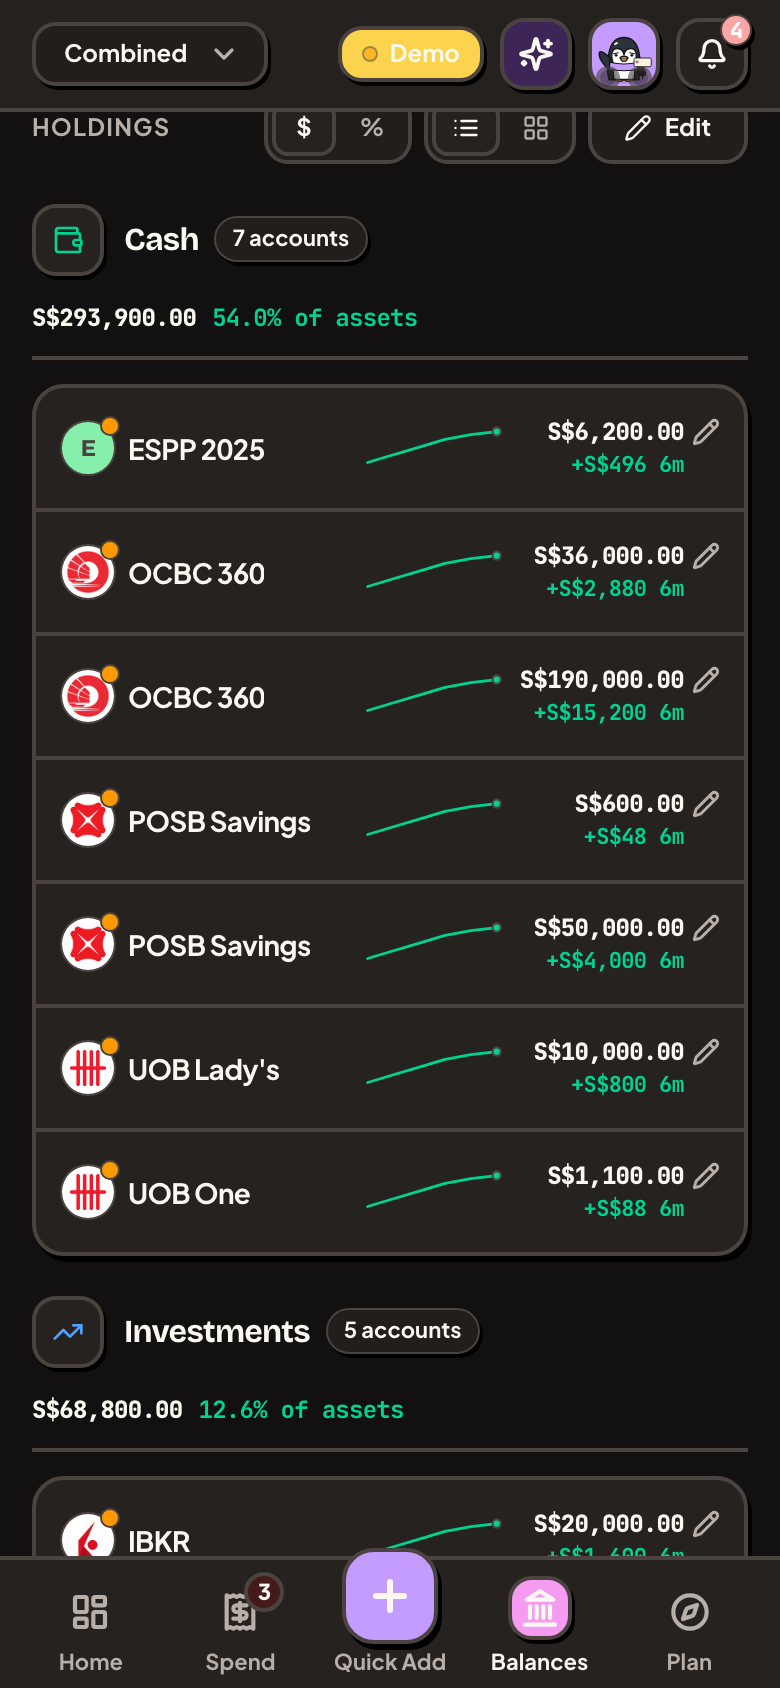 Combined
Demo
4
HOLDINGS
$ %
Edit
Cash 7 accounts
S$293,900.00 54.0% of assets
E ESPP 2025 S$6,200.00
+S$496 6m
OCBC 360 S$36,000.00
+S$2,880 6m
OCBC 360 S$190,000.00
+S$15,200 6m
POSB Savings S$600.00
+S$48 6m
POSB Savings S$50,000.00
+S$4,000 6m
UOB Lady's S$10,000.00
+S$800 6m
UOB One S$1,100.00
+S$88 6m
Investments 5 accounts
S$68,800.00 12.6% of assets
IBKR S$20,000.00
+S$1,600 6m
3
Home Spend Quick Add Balances Plan